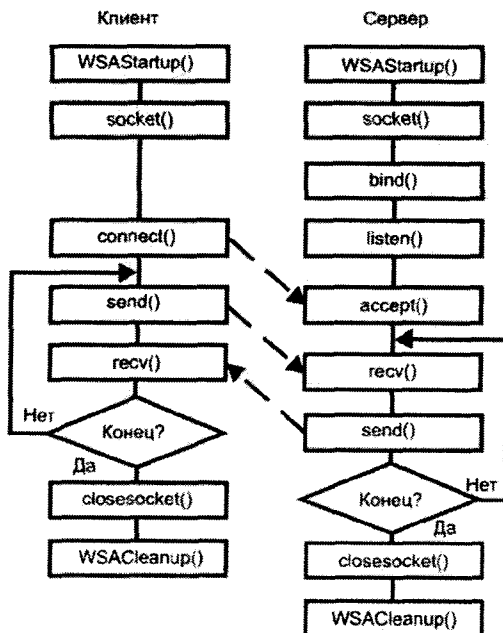 Клиент
WSAStartup()
socket()
connect()
send()
recv()
Конец?
Нет
Да
closesocket()
WSACleanup()
Сервер
WSAStartup()
socket()
bind()
listen()
accept()
recv()
send()
Конец?
Нет
Да
closesocket()
WSACleanup()